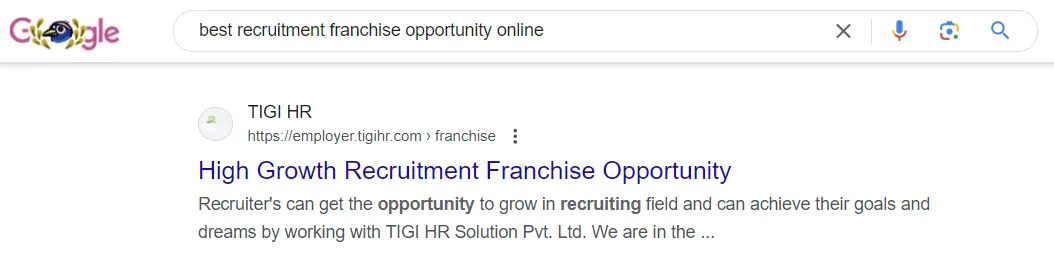 Google
best recruitment franchise opportunity online
TIGI HR
https://employer.tigihr.com › franchise
High Growth Recruitment Franchise Opportunity
Recruiter's can get the opportunity to grow in recruiting field and can achieve their goals and
dreams by working with TIGI HR Solution Pvt. Ltd. We are in the ...